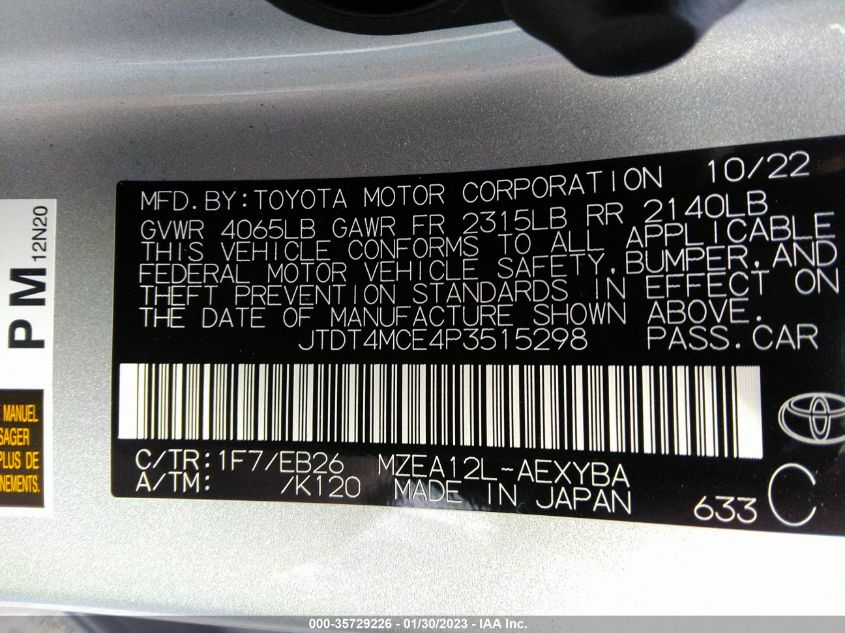 MFD.BY:TOYOTA MOTOR CORPORATION 10/22
GVWR 4065LB GAWR FR 2315LB RR 2140LB
THIS VEHICLE CONFORMS TO ALL APPLICABLE
FEDERAL MOTOR VEHICLE SAFETY,BUMPER,AND
THEFT PREVENTION STANDARDS IN EFFECT ON
THE DATE OF MANUFACTURE SHOWN ABOVE.
JTDT4MCE4P3515298 PASS.CAR
C/TR:1F7/EB26 MZEA12L-AEXYBA
A/TM: /K120 MADE IN JAPAN 633 C
PM
12N20
MANUEL
SAGER
PLUS DE
NEMENTS.
000-35729226 - 01/30/2023 - IAA Inc.